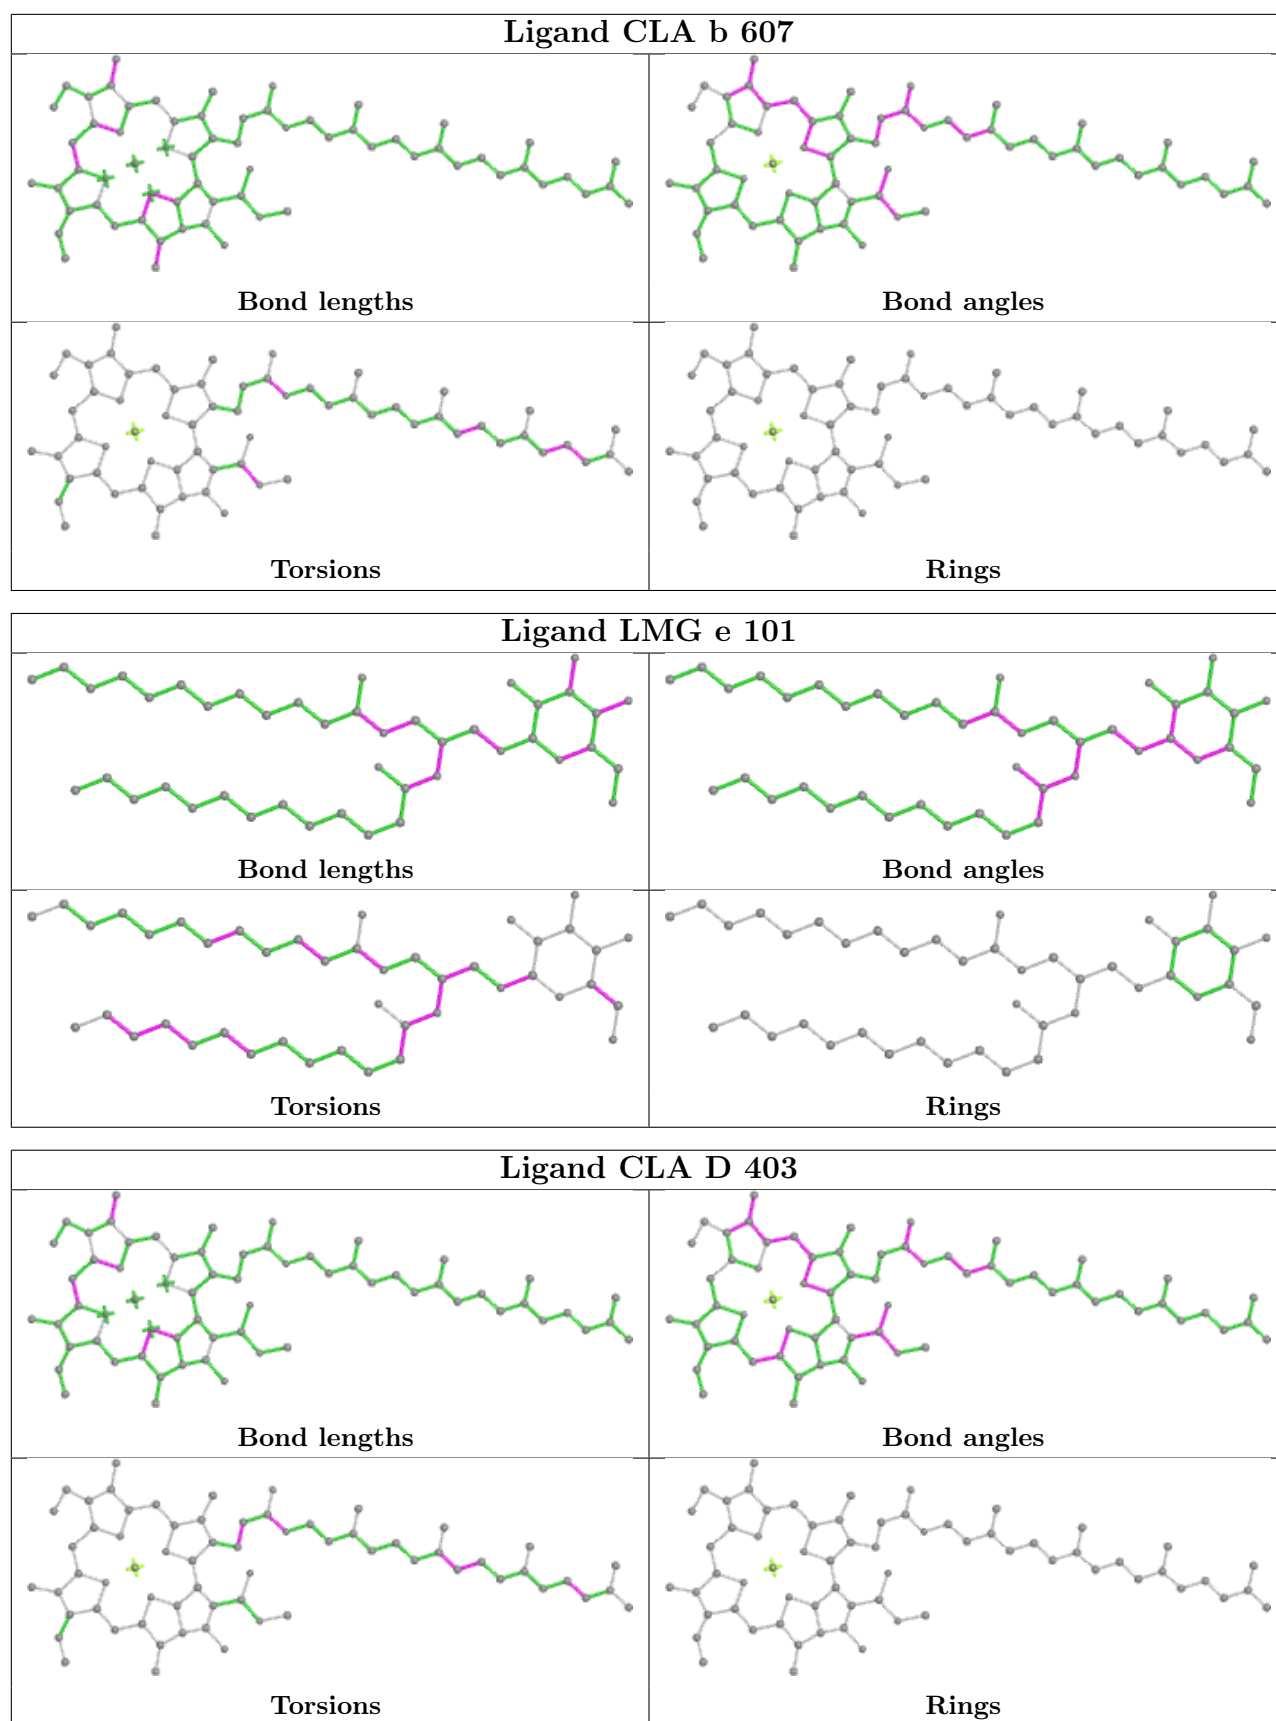 Ligand CLA b 607
Bond lengths
Bond angles
Torsions
Rings
Ligand LMG e 101
Bond lengths
Bond angles
Torsions
Rings
Ligand CLA D 403
Bond lengths
Bond angles
Torsions
Rings